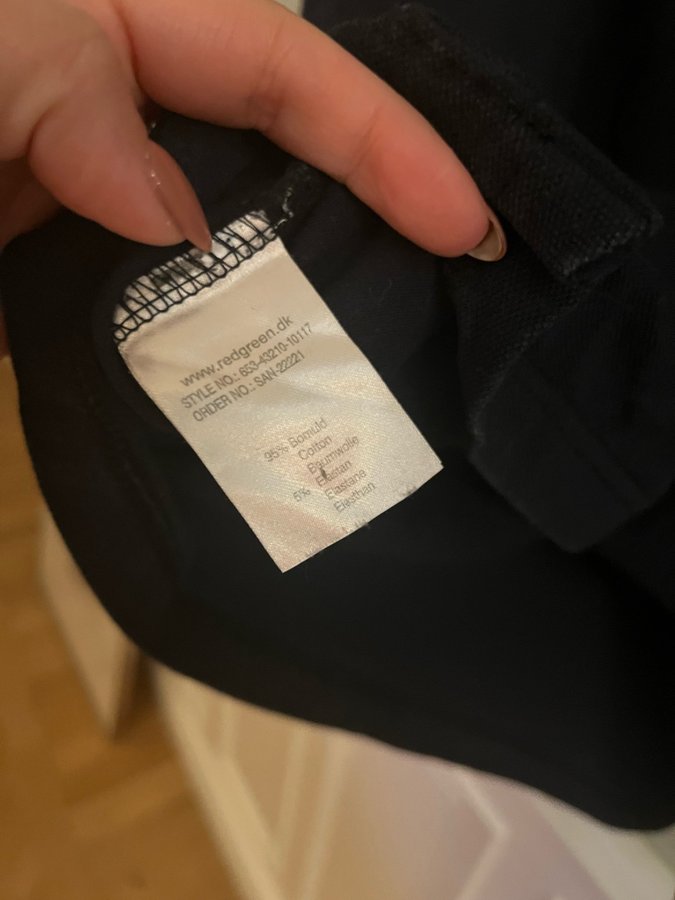 www.redgreen.dk
STYLE NO.: 653-43210-10117
ORDER NO.: SAN-22221
95% Bomuld
Cotton
Baumwolle
5% Elastan
Elastane
Elasthan